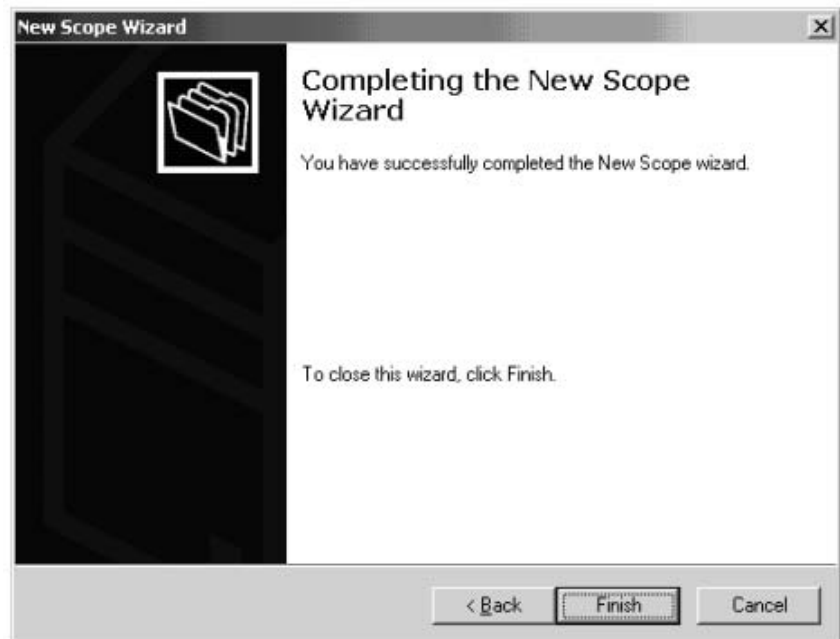 New Scope Wizard
Completing the New Scope
Wizard
You have successfully completed the New Scope wizard.
To close this wizard, click Finish.
< Back
Finish
Cancel